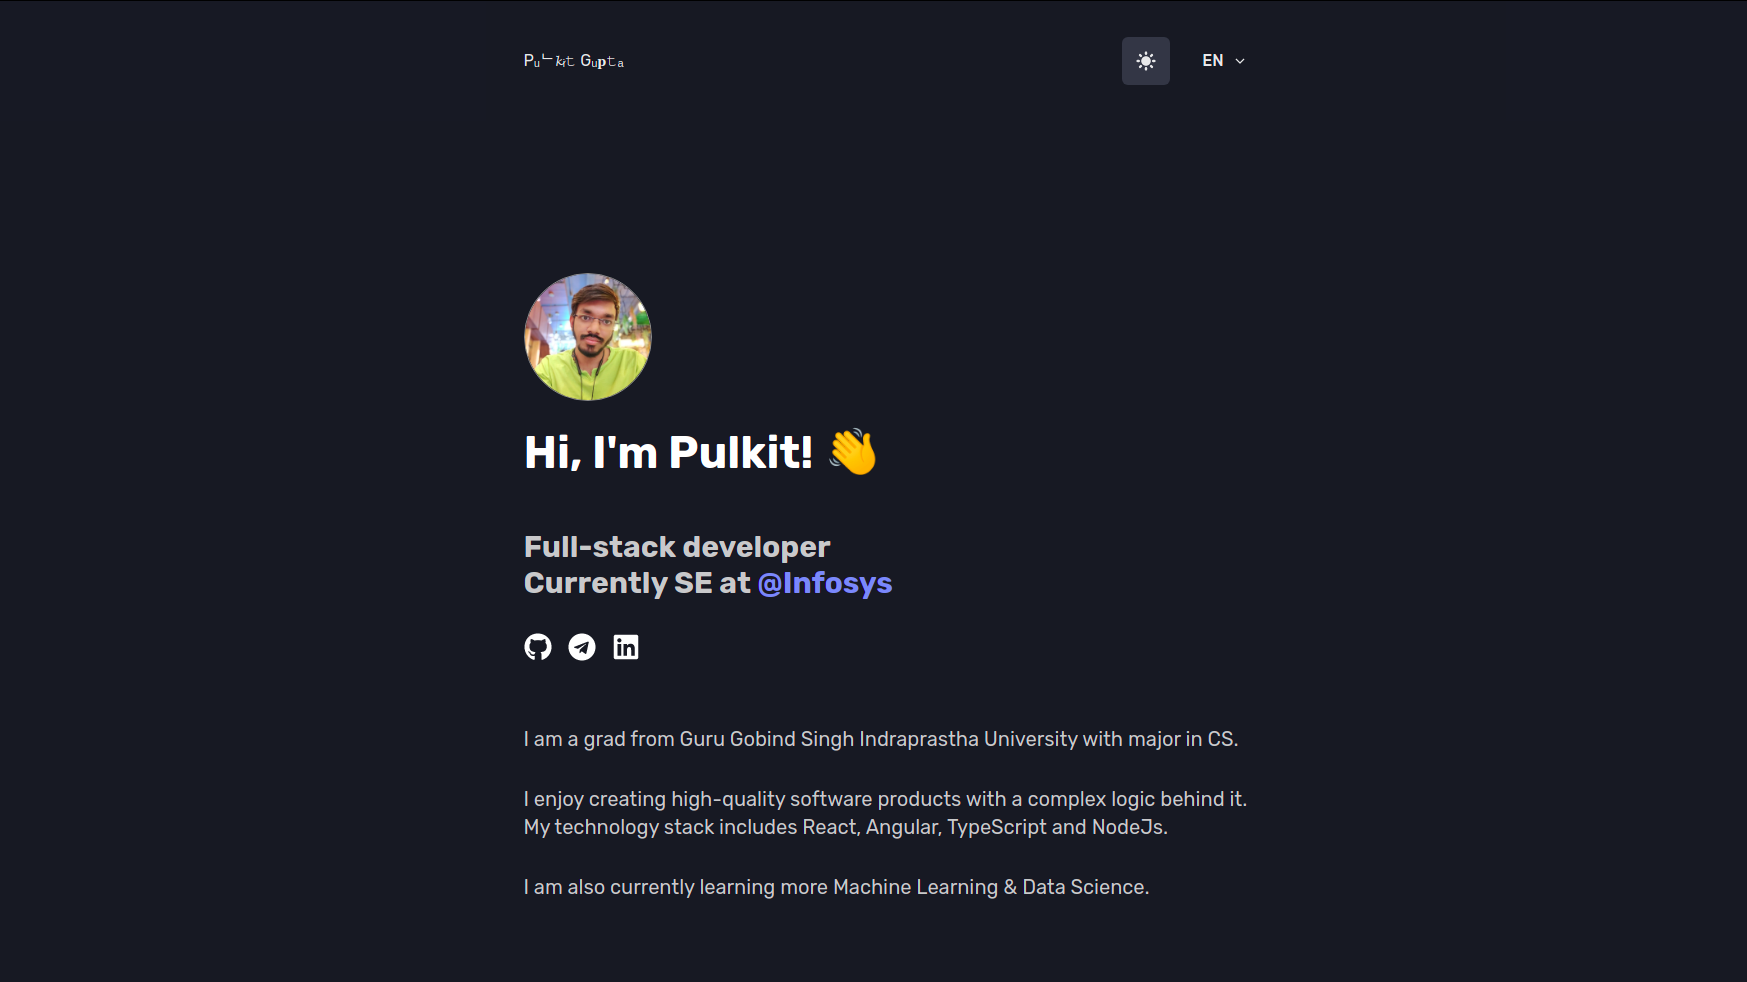 Pulkit Gupta
EN
Hi, I'm Pulkit! 👋
Full-stack developer
Currently SE at @Infosys
in
I am a grad from Guru Gobind Singh Indraprastha University with major in CS.
I enjoy creating high-quality software products with a complex logic behind it.
My technology stack includes React, Angular, TypeScript and NodeJs.
I am also currently learning more Machine Learning & Data Science.